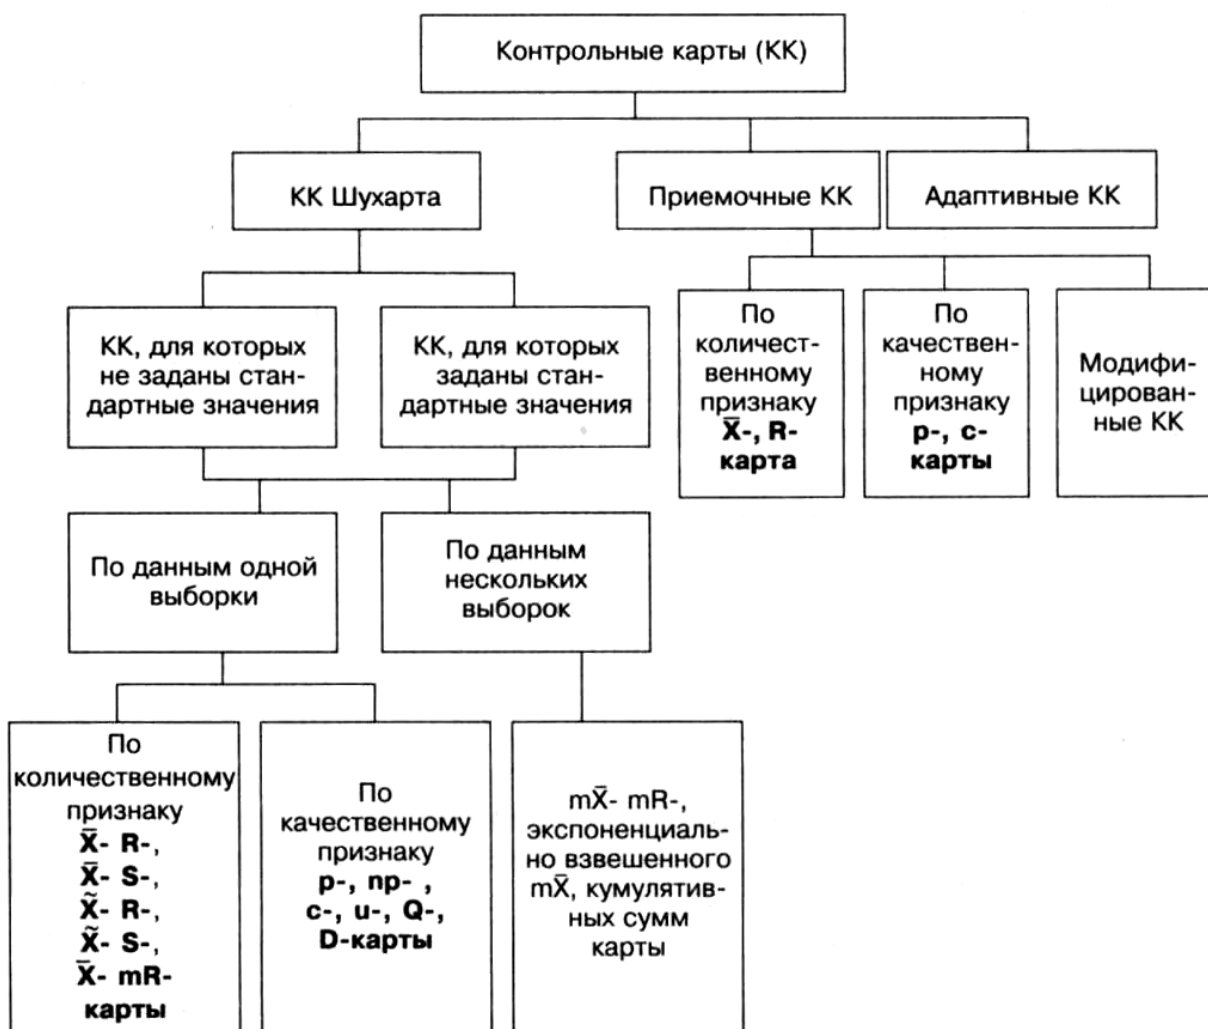 Контрольные карты (КК)
КК Шухарта
Приемочные КК
Адаптивные КК
КК, для которых
не заданы стан-
дартные значения
КК, для которых
заданы стан-
дартные значения
По
количест-
венному
признаку
X̅-, R-
карта
По
качествен-
ному
признаку
p-, c-
карты
Модифи-
цирован-
ные КК
По данным одной
выборки
По данным
нескольких
выборок
По
количественному
признаку
X̅- R-,
X̅- S-,
X̃- R-,
X̃- S-,
X̅- mR-
карты
По
качественному
признаку
p-, np- ,
c-, u-, Q-,
D-карты
mX̅- mR-,
экспоненциаль-
но взвешенного
mX̅, кумулятив-
ных сумм
карты